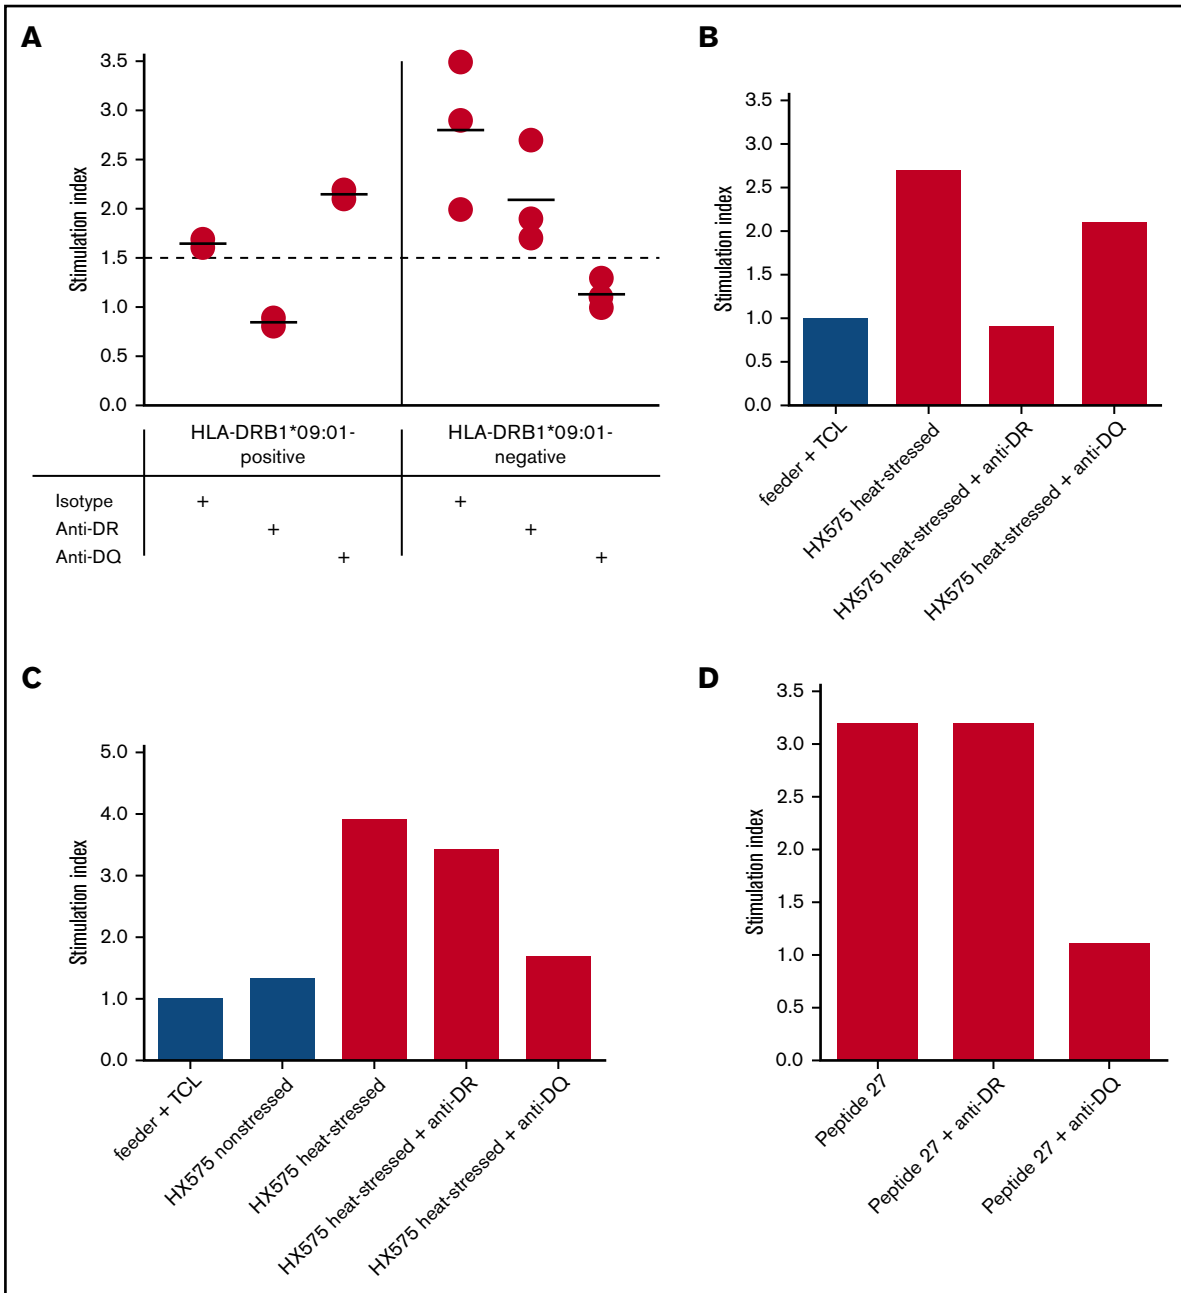 A
3.5
3.0
2.5
2.0
1.5
1.0
0.5
0.0
Stimulation index
HLA-DRB1*09:01-
positive
HLA-DRB1*09:01-
negative
Isotype + +
Anti-DR + +
Anti-DQ + +
B
3.5
3.0
2.5
2.0
1.5
1.0
0.5
0.0
Stimulation index
feeder + TCL
HX575 heat-stressed
HX575 heat-stressed + anti-DR
HX575 heat-stressed + anti-DQ
C
5.0
4.0
3.0
2.0
1.0
0.0
Stimulation index
feeder + TCL
HX575 nonstressed
HX575 heat-stressed
HX575 heat-stressed + anti-DR
HX575 heat-stressed + anti-DQ
D
3.5
3.0
2.5
2.0
1.5
1.0
0.5
0.0
Stimulation index
Peptide 27
Peptide 27 + anti-DR
Peptide 27 + anti-DQ